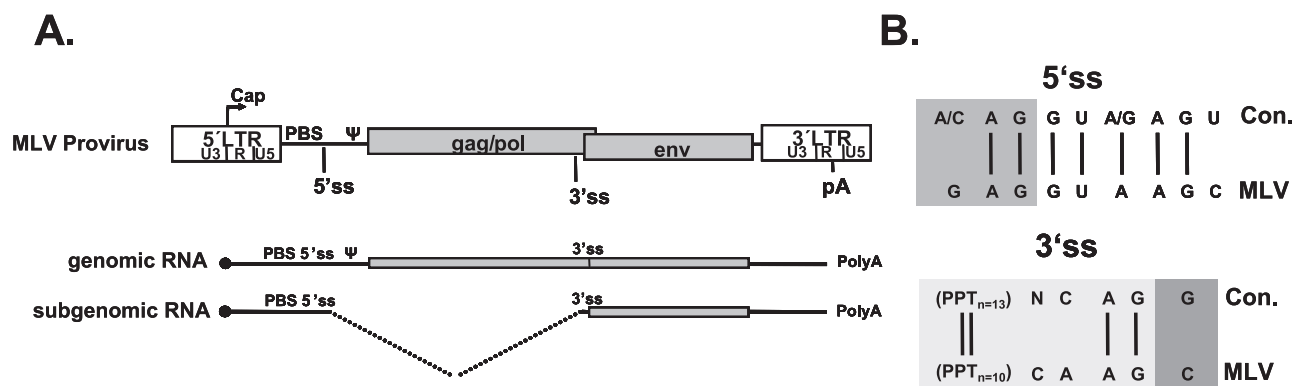 A.
Cap
MLV Provirus
5´LTR
U3 R U5
PBS Ψ
gag/pol
env
3´LTR
U3 R U5
5'ss
3'ss
pA
genomic RNA PBS 5'ss Ψ 3'ss PolyA
subgenomic RNA PBS 5'ss 3'ss PolyA
B.
5'ss
A/C A G G U A/G A G U Con.
G A G G U A A G C MLV
3'ss
(PPTn=13) N C A G G Con.
(PPTn=10) C A A G C MLV